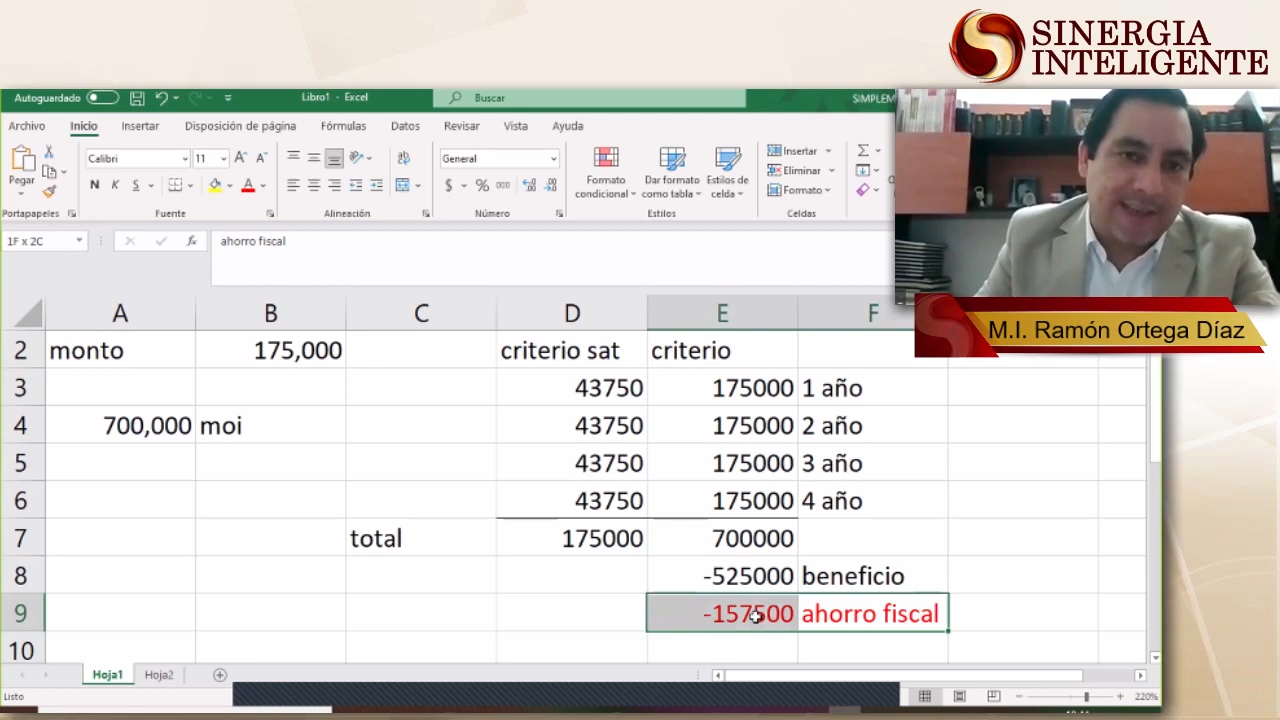 SINERGIA
INTELIGENTE
Autoguardado
Libro1 - Excel
Buscar
Archivo Inicio Insertar Disposición de página Fórmulas Datos Revisar Vista Ayuda
Pegar
Calibri 11
N K S
General
$ % 000
Formato condicional
Dar formato como tabla
Estilos de celda
Insertar
Eliminar
Formato
Portapapeles Fuente Alineación Número Estilos Celdas
1F x 2C fx ahorro fiscal
M.I. Ramón Ortega Díaz
A B C D E F
2 monto 175,000 criterio sat criterio
3 43750 175000 1 año
4 700,000 moi 43750 175000 2 año
5 43750 175000 3 año
6 43750 175000 4 año
7 total 175000 700000
8 -525000 beneficio
9 -157500 ahorro fiscal
10
Hoja1 Hoja2
Listo
220%